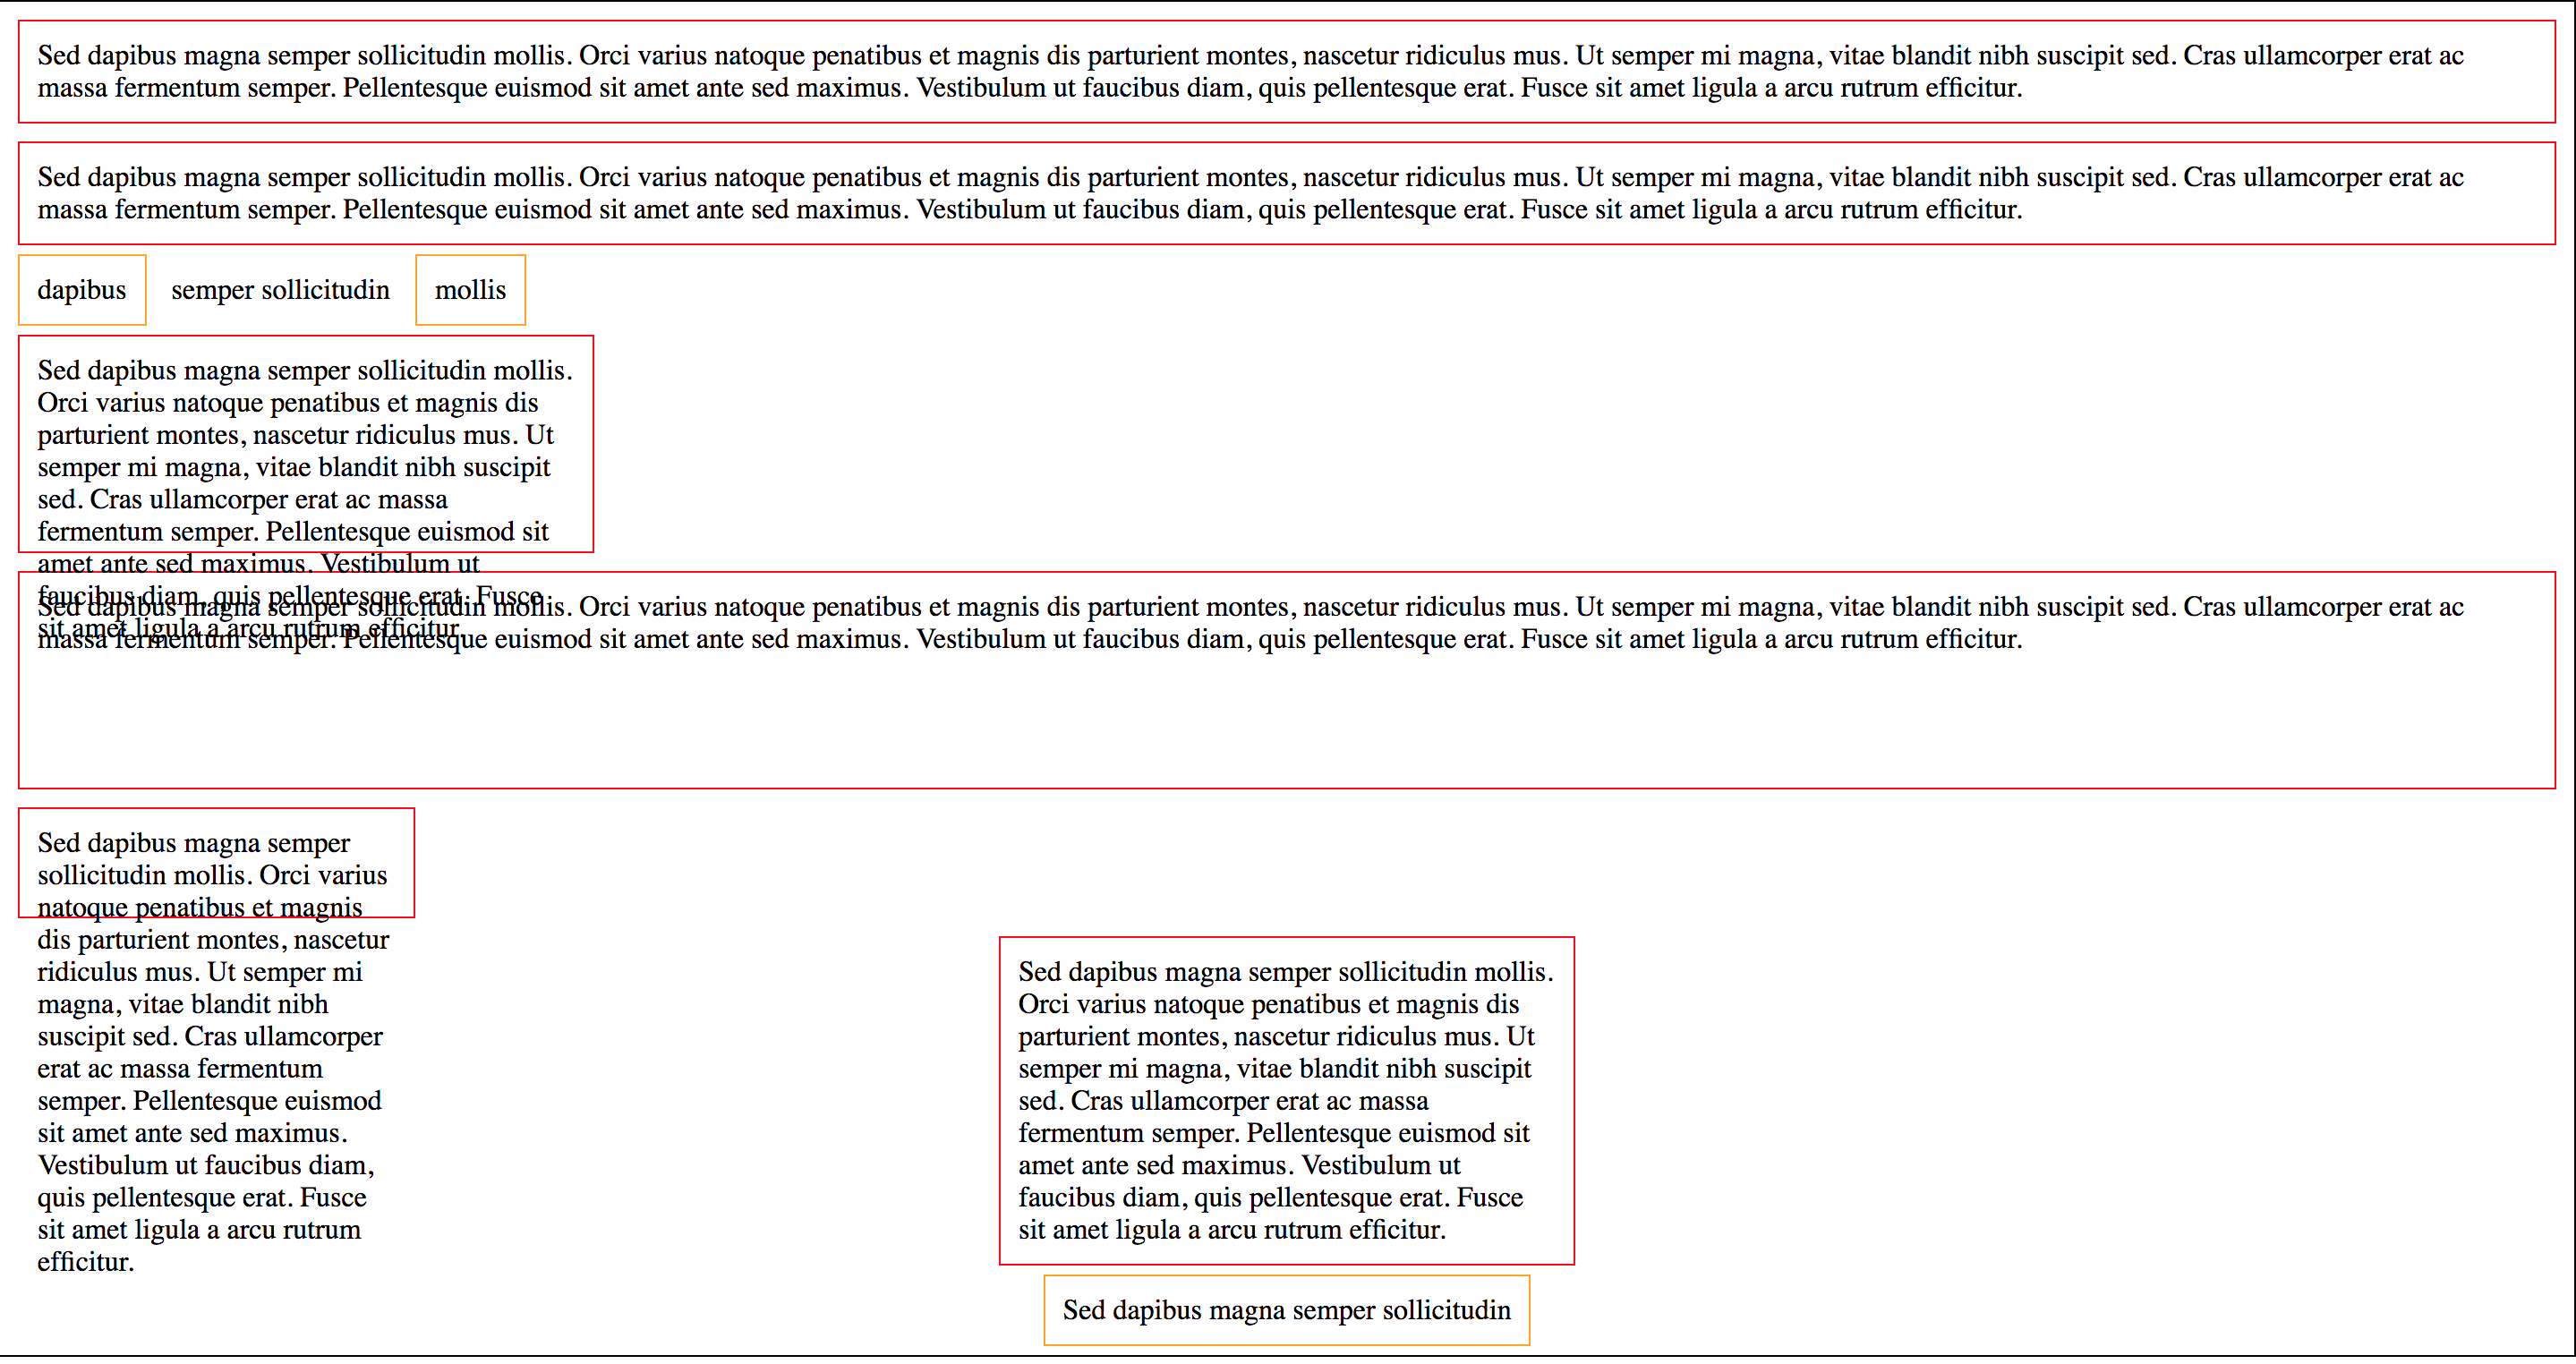 Sed dapibus magna semper sollicitudin mollis. Orci varius natoque penatibus et magnis dis parturient montes, nascetur ridiculus mus. Ut semper mi magna, vitae blandit nibh suscipit sed. Cras ullamcorper erat ac
massa fermentum semper. Pellentesque euismod sit amet ante sed maximus. Vestibulum ut faucibus diam, quis pellentesque erat. Fusce sit amet ligula a arcu rutrum efficitur.
Sed dapibus magna semper sollicitudin mollis. Orci varius natoque penatibus et magnis dis parturient montes, nascetur ridiculus mus. Ut semper mi magna, vitae blandit nibh suscipit sed. Cras ullamcorper erat ac
massa fermentum semper. Pellentesque euismod sit amet ante sed maximus. Vestibulum ut faucibus diam, quis pellentesque erat. Fusce sit amet ligula a arcu rutrum efficitur.
dapibus semper sollicitudin mollis
Sed dapibus magna semper sollicitudin mollis.
Orci varius natoque penatibus et magnis dis
parturient montes, nascetur ridiculus mus. Ut
semper mi magna, vitae blandit nibh suscipit
sed. Cras ullamcorper erat ac massa
fermentum semper. Pellentesque euismod sit
amet ante sed maximus. Vestibulum ut
faucibus diam, quis pellentesque erat. Fusce
sit amet ligula a arcu rutrum efficitur.
Sed dapibus magna semper sollicitudin mollis. Orci varius natoque penatibus et magnis dis parturient montes, nascetur ridiculus mus. Ut semper mi magna, vitae blandit nibh suscipit sed. Cras ullamcorper erat ac
massa fermentum semper. Pellentesque euismod sit amet ante sed maximus. Vestibulum ut faucibus diam, quis pellentesque erat. Fusce sit amet ligula a arcu rutrum efficitur.
Sed dapibus magna semper
sollicitudin mollis. Orci varius
natoque penatibus et magnis
dis parturient montes, nascetur
ridiculus mus. Ut semper mi
magna, vitae blandit nibh
suscipit sed. Cras ullamcorper
erat ac massa fermentum
semper. Pellentesque euismod
sit amet ante sed maximus.
Vestibulum ut faucibus diam,
quis pellentesque erat. Fusce
sit amet ligula a arcu rutrum
efficitur.
Sed dapibus magna semper sollicitudin mollis.
Orci varius natoque penatibus et magnis dis
parturient montes, nascetur ridiculus mus. Ut
semper mi magna, vitae blandit nibh suscipit
sed. Cras ullamcorper erat ac massa
fermentum semper. Pellentesque euismod sit
amet ante sed maximus. Vestibulum ut
faucibus diam, quis pellentesque erat. Fusce
sit amet ligula a arcu rutrum efficitur.
Sed dapibus magna semper sollicitudin